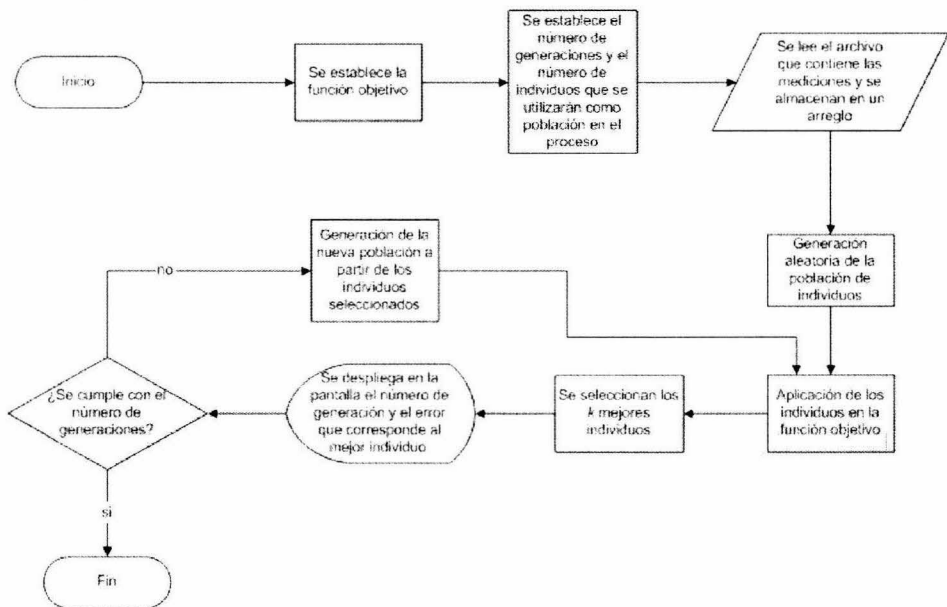 Inicio
Se establece la
función objetivo
Se establece el
número de
generaciones y el
número de
individuos que se
utilizarán como
población en el
proceso
Se lee el archivo
que contiene las
mediciones y se
almacenan en un
arreglo
Generación
aleatoria de la
población de
individuos
Aplicación de los
individuos en la
función objetivo
Se seleccionan los
k mejores
individuos
Se despliega en la
pantalla el número de
generación y el error
que corresponde al
mejor individuo
¿Se cumple con el
número de
generaciones?
no
Generación de la
nueva población a
partir de los
individuos
seleccionados
si
Fin